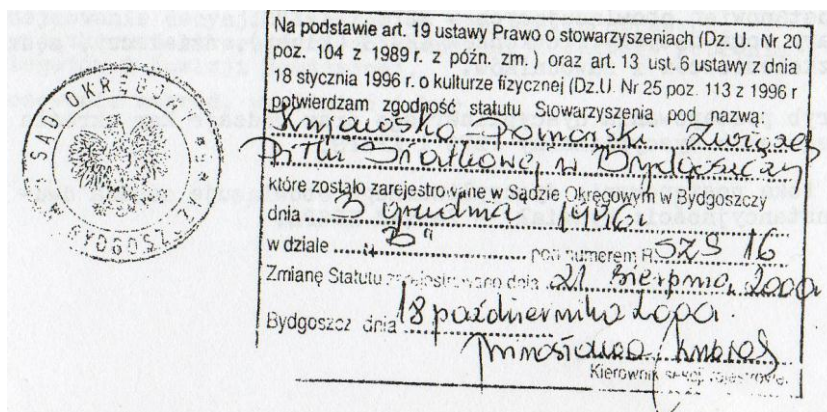 SĄD OKRĘGOWY
W BYDGOSZCZY
Na podstawie art. 19 ustawy Prawo o stowarzyszeniach (Dz. U. Nr 20
poz. 104 z 1989 r. z późn. zm.) oraz art. 13 ust. 6 ustawy z dnia
18 stycznia 1996 r. o kulturze fizycznej (Dz.U. Nr 25 poz. 113 z 1996 r
potwierdzam zgodność statutu Stowarzyszenia pod nazwą:
Kujawsko-Pomorski Związek
Piłki Siatkowej w Bydgoszczy
które zostało zarejestrowane w Sądzie Okręgowym w Bydgoszczy
dnia 3 grudnia 1996r
w dziale "B" pod numerem R. SZS 16
Zmianę Statutu zarejestrowano dnia 21 sierpnia 2000
Bydgoszcz dnia 18 października 2000.
Kierownik sekcji rejestrowej